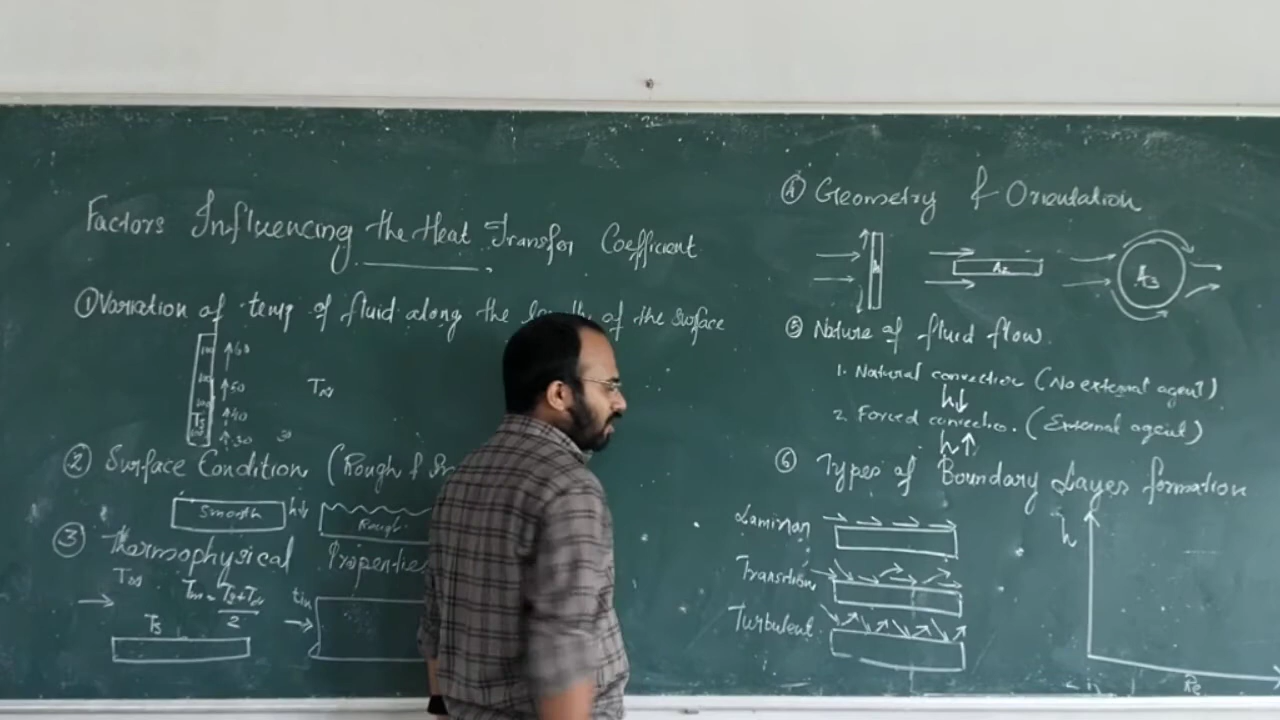 Factors Influencing the Heat Transfer Coefficient
① Variation of temp of fluid along the of the surface
60
50
40
30
T∞
Ts
② Surface Condition (Rough &
Smooth h↓
Rough
③ Thermophysical Properties
T∞
Ts+T∞
2
Ts
tin
④ Geometry & Orientation
A2
A3
⑤ Nature of fluid flow.
1. Natural convection (No external agent)
h↓
2. Forced convection. (External agent)
h↑
⑥ Types of Boundary Layer formation
Laminar
Transition
Turbulent
h
Re